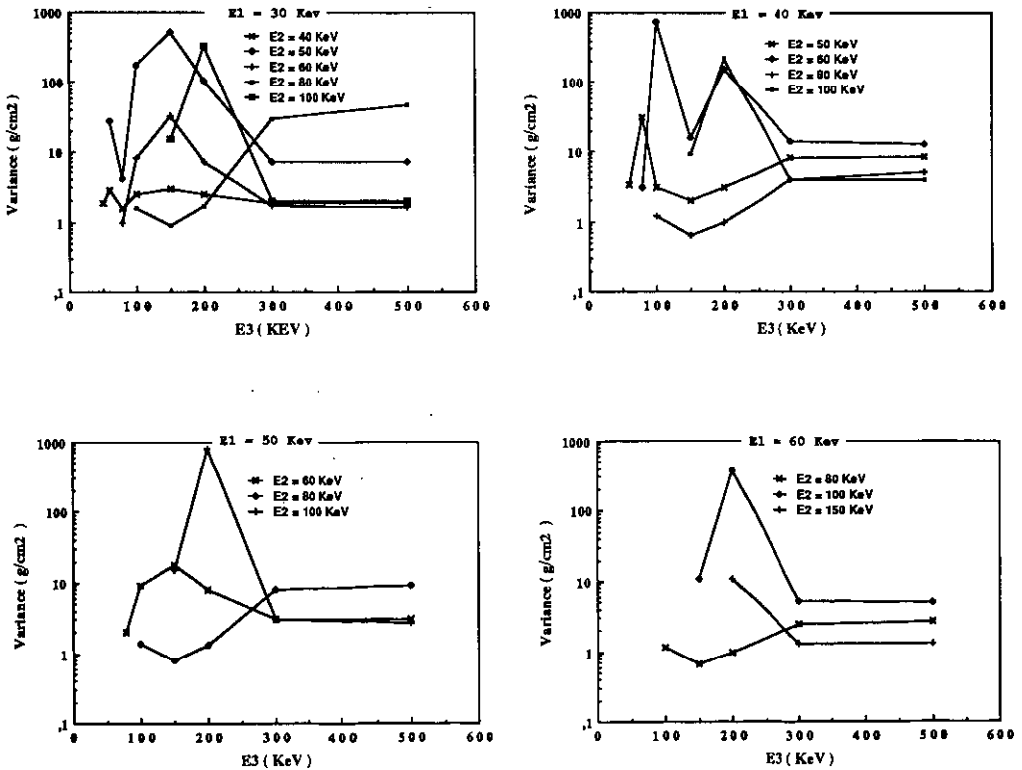 E1 = 30 Kev
1000
100
10
1
,1
Variance ( g/cm2 )
E2 = 40 KeV
E2 = 50 KeV
E2 = 60 KeV
E2 = 80 KeV
E2 = 100 KeV
0 100 200 300 400 500 600
E3 ( KEV )
E1 = 40 Kev
1000
100
10
1
,1
Variance ( g/cm2 )
E2 = 50 KeV
E2 = 60 KeV
E2 = 80 KeV
E2 = 100 KeV
0 100 200 300 400 500 600
E3 ( KeV )
E1 = 50 Kev
1000
100
10
1
,1
Variance ( g/cm2 )
E2 = 60 KeV
E2 = 80 KeV
E2 = 100 KeV
0 100 200 300 400 500 600
E3 ( KeV )
E1 = 60 Kev
1000
100
10
1
,1
Variance ( g/cm2 )
E2 = 80 KeV
E2 = 100 KeV
E2 = 150 KeV
0 100 200 300 400 500 600
E3 ( KeV )